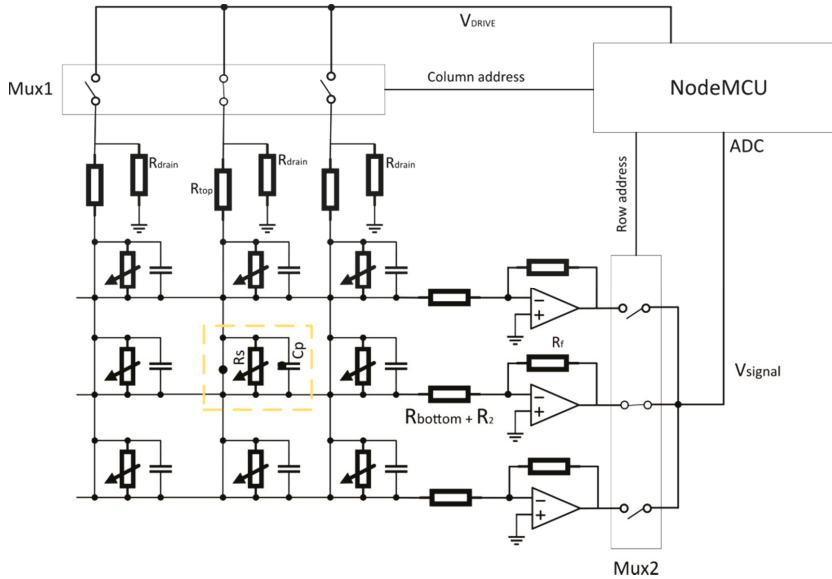 V_DRIVE
Mux1
Column address
NodeMCU
ADC
R_drain
R_drain
R_drain
R_top
Row address
Rs
Cp
R_f
V_signal
R_bottom + R_2
− +
− +
− +
Mux2